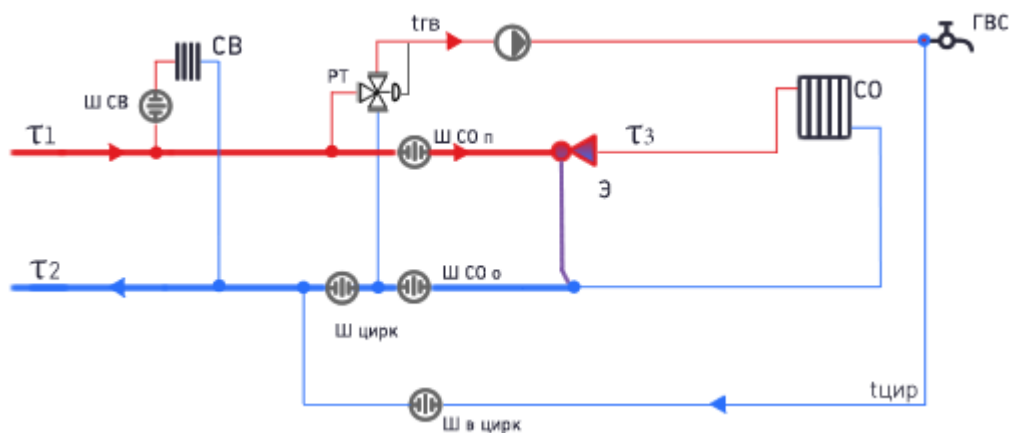 tгв
ГВС
СВ
РТ
Ш СВ
СО
τ1
Ш СО п
τ3
Э
τ2
Ш СО о
Ш цирк
tцир
Ш в цирк